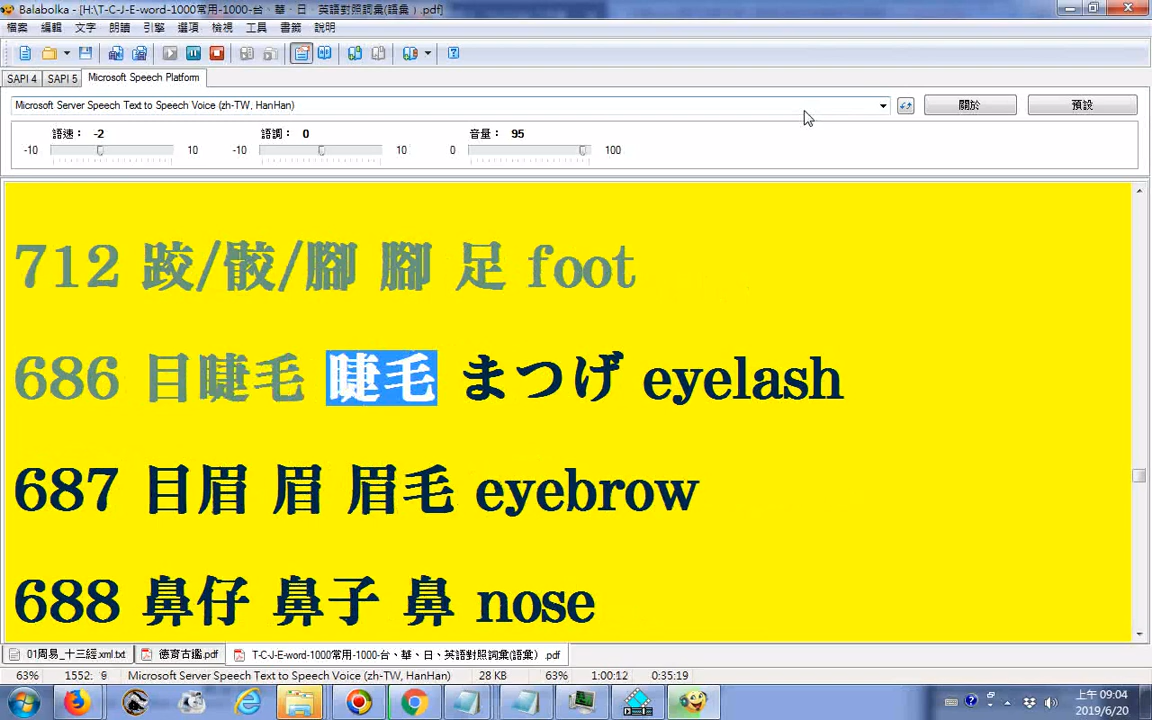 Balabolka - [H:\T-C-J-E-word-1000常用-1000-台、華、日、英語對照詞彙(語彙 ).pdf]
檔案 編輯 文字 朗讀 引擎 選項 檢視 工具 書籤 說明
SAPI 4 SAPI 5 Microsoft Speech Platform
Microsoft Server Speech Text to Speech Voice (zh-TW, HanHan) 關於 預設
語速： -2 語調： 0 音量： 95
-10 10 -10 10 0 100
712 跤/骹/腳 腳 足 foot
686 目睫毛 睫毛 まつげ eyelash
687 目眉 眉 眉毛 eyebrow
688 鼻仔 鼻子 鼻 nose
01周易_十三經.xml.txt 德育古鑑.pdf T-C-J-E-word-1000常用-1000-台、華、日、英語對照詞彙(語彙 ).pdf
63% 1552: 9 Microsoft Server Speech Text to Speech Voice (zh-TW, HanHan) 28 KB 63% 1:00:12 0:35:19
上午 09:04
2019/6/20